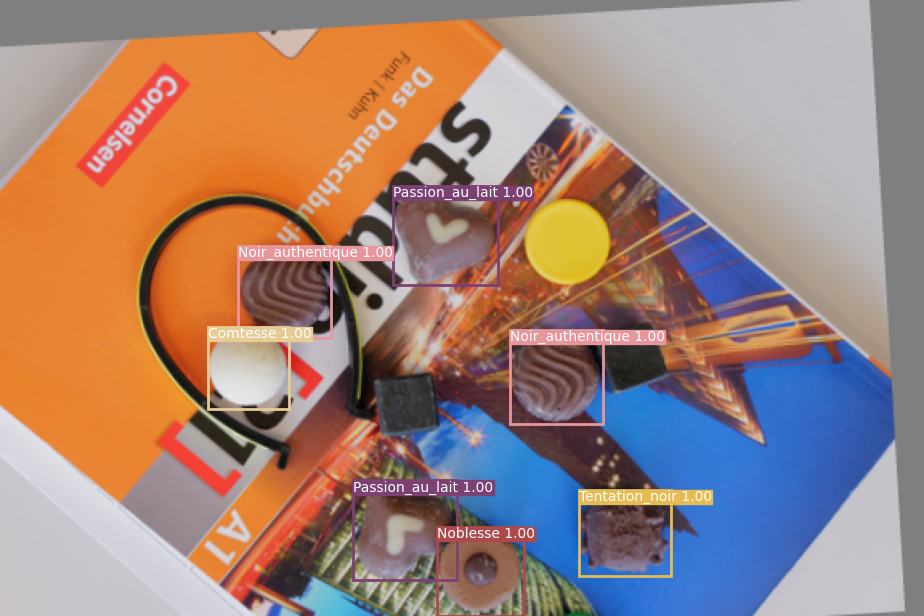 Cornelsen
Funk | Kuhn
Das Deutschbuch
studio
[1]
A1
Passion_au_lait 1.00
Noir_authentique 1.00
Comtesse 1.00
Noir_authentique 1.00
Passion_au_lait 1.00
Tentation_noir 1.00
Noblesse 1.00